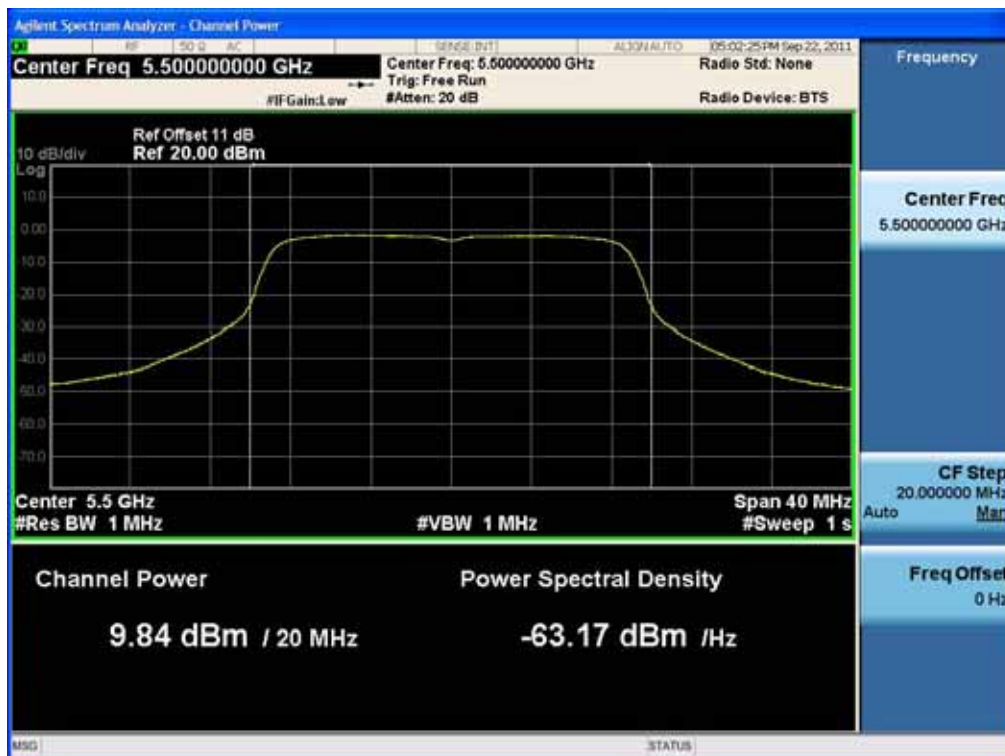 Agilent Spectrum Analyzer - Channel Power
RF 50 Ω AC SENSE:INT ALIGN AUTO 05:02:25 PM Sep 22, 2011
Center Freq 5.500000000 GHz
Center Freq: 5.500000000 GHz
Radio Std: None
Trig: Free Run
#IFGain:Low
#Atten: 20 dB
Radio Device: BTS
Ref Offset 11 dB
10 dB/div Ref 20.00 dBm
Log
10.0
0.00
-10.0
-20.0
-30.0
-40.0
-50.0
-60.0
-70.0
Center 5.5 GHz
Span 40 MHz
#Res BW 1 MHz
#VBW 1 MHz
#Sweep 1 s
Channel Power
Power Spectral Density
9.84 dBm / 20 MHz
-63.17 dBm /Hz
MSG
STATUS
Frequency
Center Freq
5.500000000 GHz
CF Step
20.000000 MHz
Auto Man
Freq Offset
0 Hz